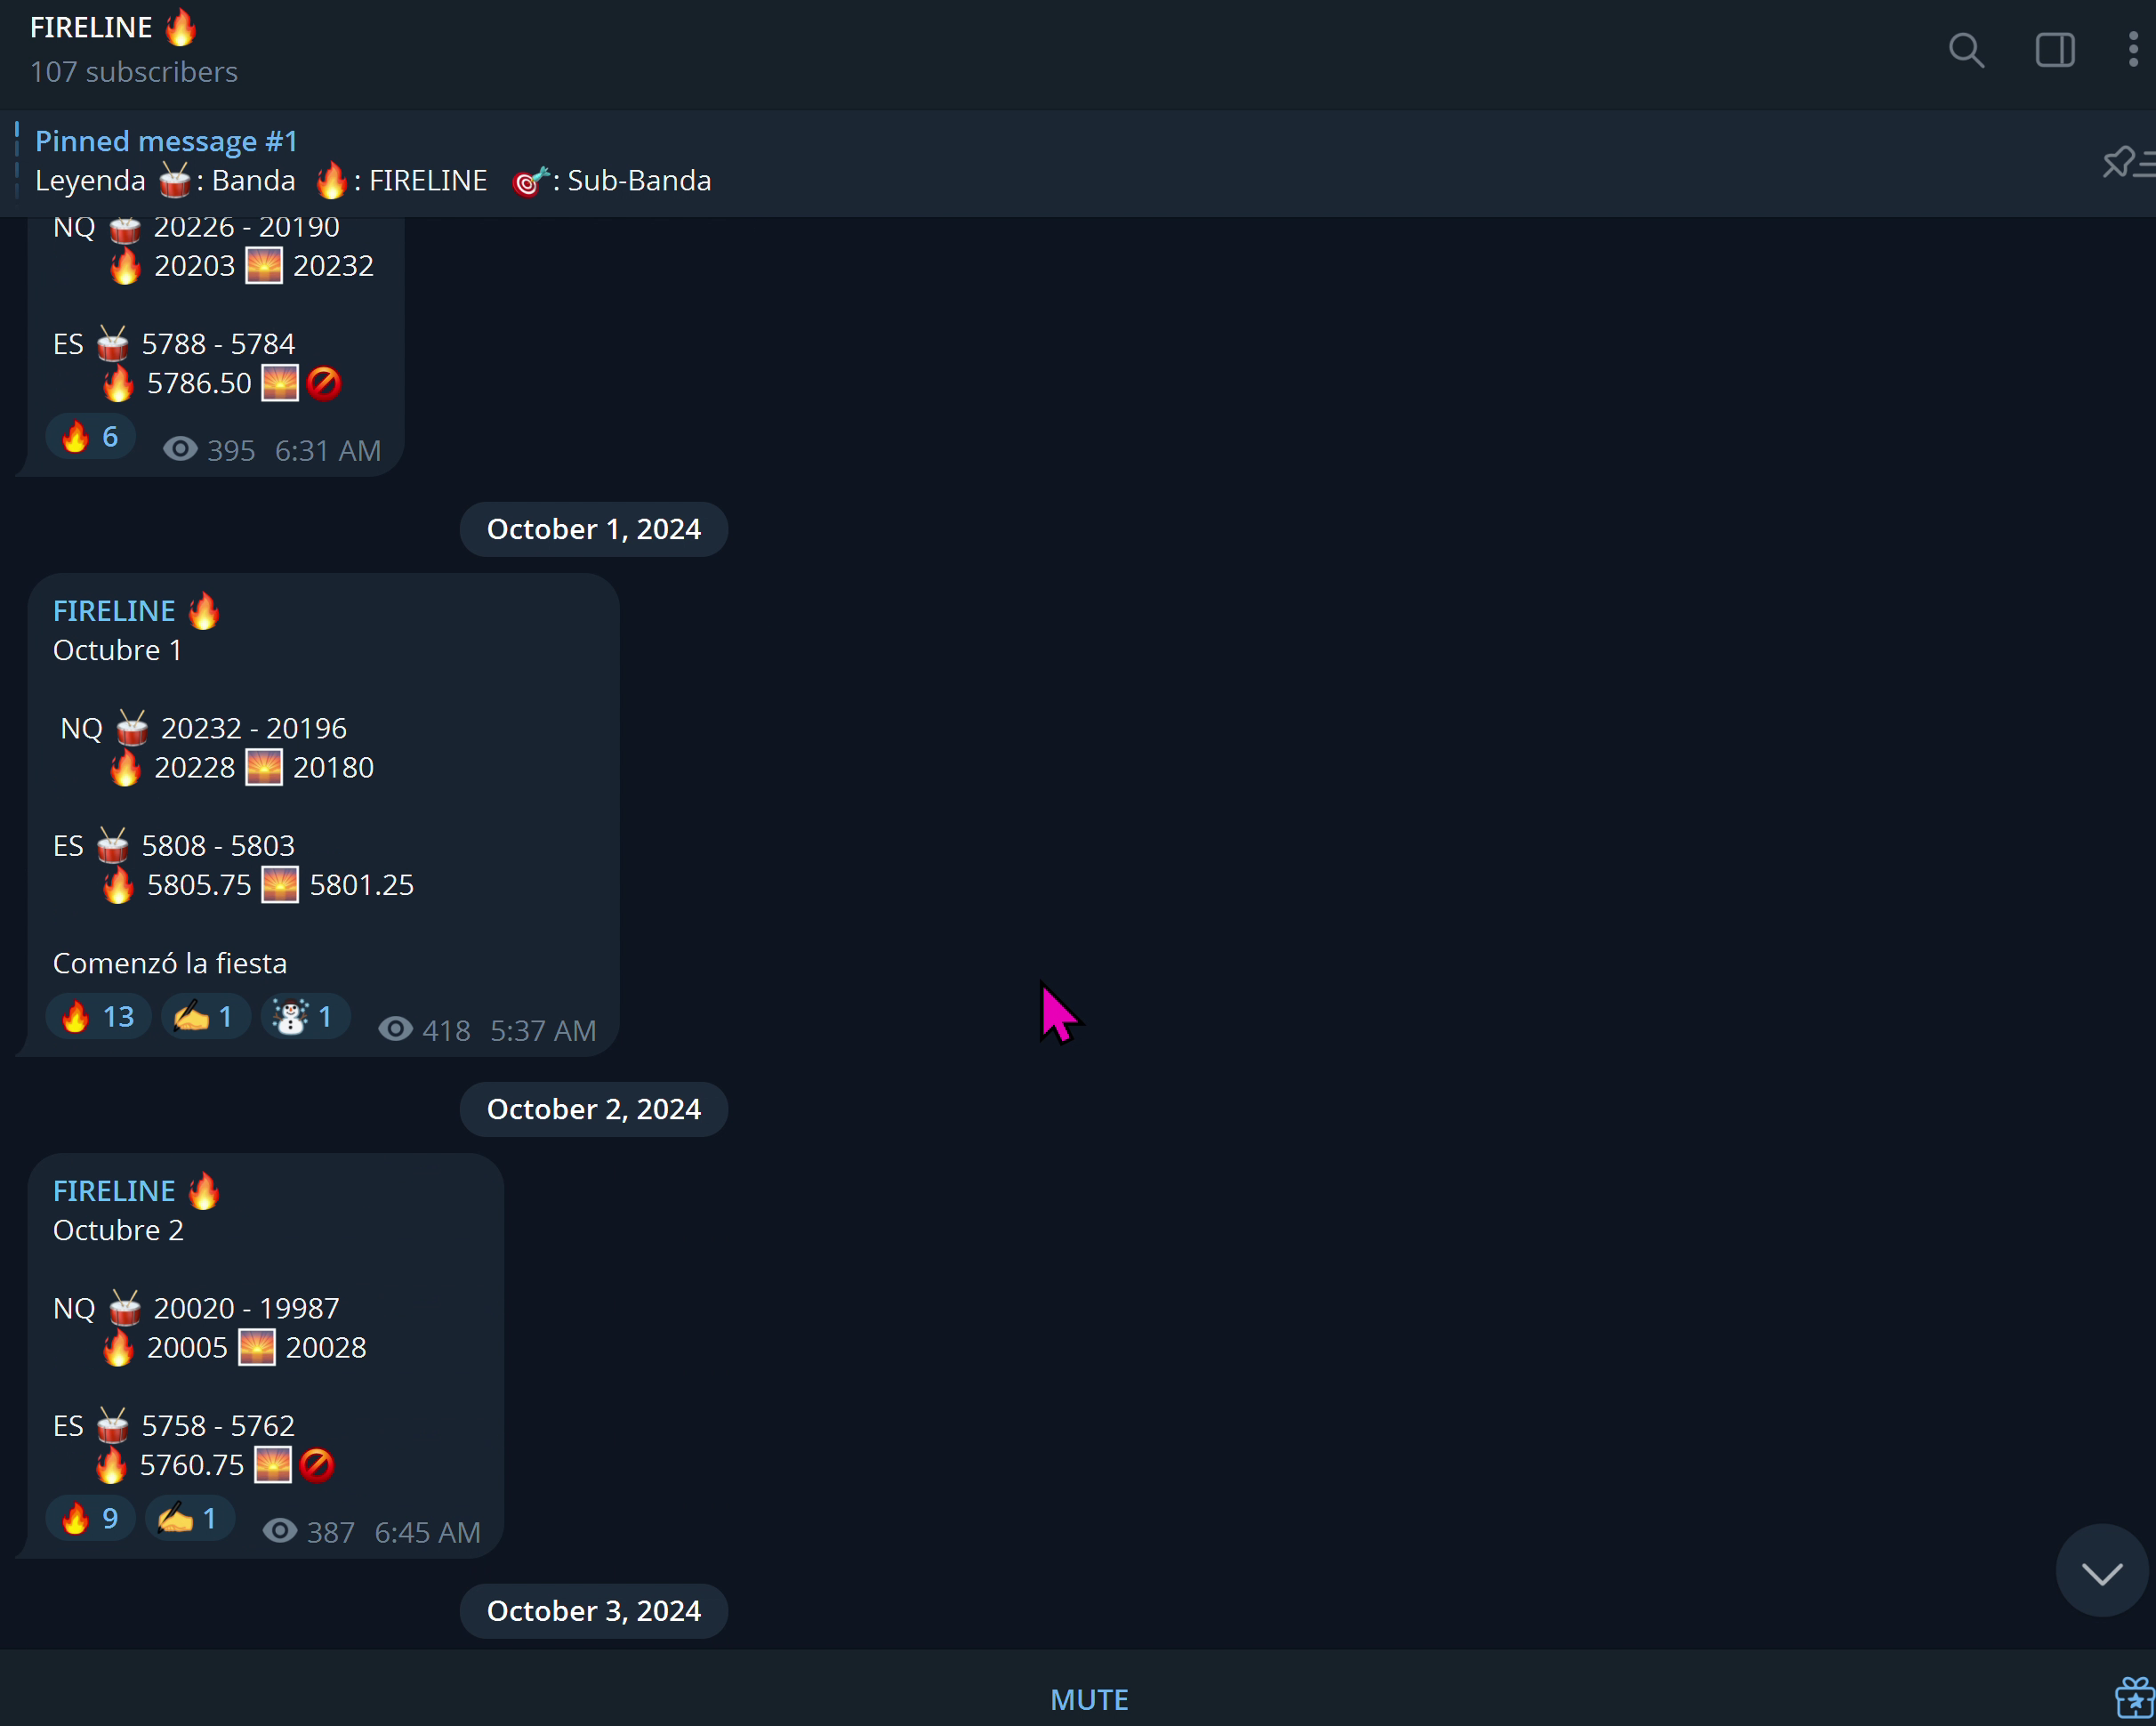 FIRELINE 🔥
107 subscribers
Pinned message #1
Leyenda 🥁: Banda 🔥: FIRELINE 🎯: Sub-Banda
NQ 🥁 20226 - 20190
🔥 20203 🌅 20232
ES 🥁 5788 - 5784
🔥 5786.50 🌅🚫
🔥 6 395 6:31 AM
October 1, 2024
FIRELINE 🔥
Octubre 1
NQ 🥁 20232 - 20196
🔥 20228 🌅 20180
ES 🥁 5808 - 5803
🔥 5805.75 🌅 5801.25
Comenzó la fiesta
🔥 13 ✍️ 1 ☃️ 1 418 5:37 AM
October 2, 2024
FIRELINE 🔥
Octubre 2
NQ 🥁 20020 - 19987
🔥 20005 🌅 20028
ES 🥁 5758 - 5762
🔥 5760.75 🌅🚫
🔥 9 ✍️ 1 387 6:45 AM
October 3, 2024
MUTE